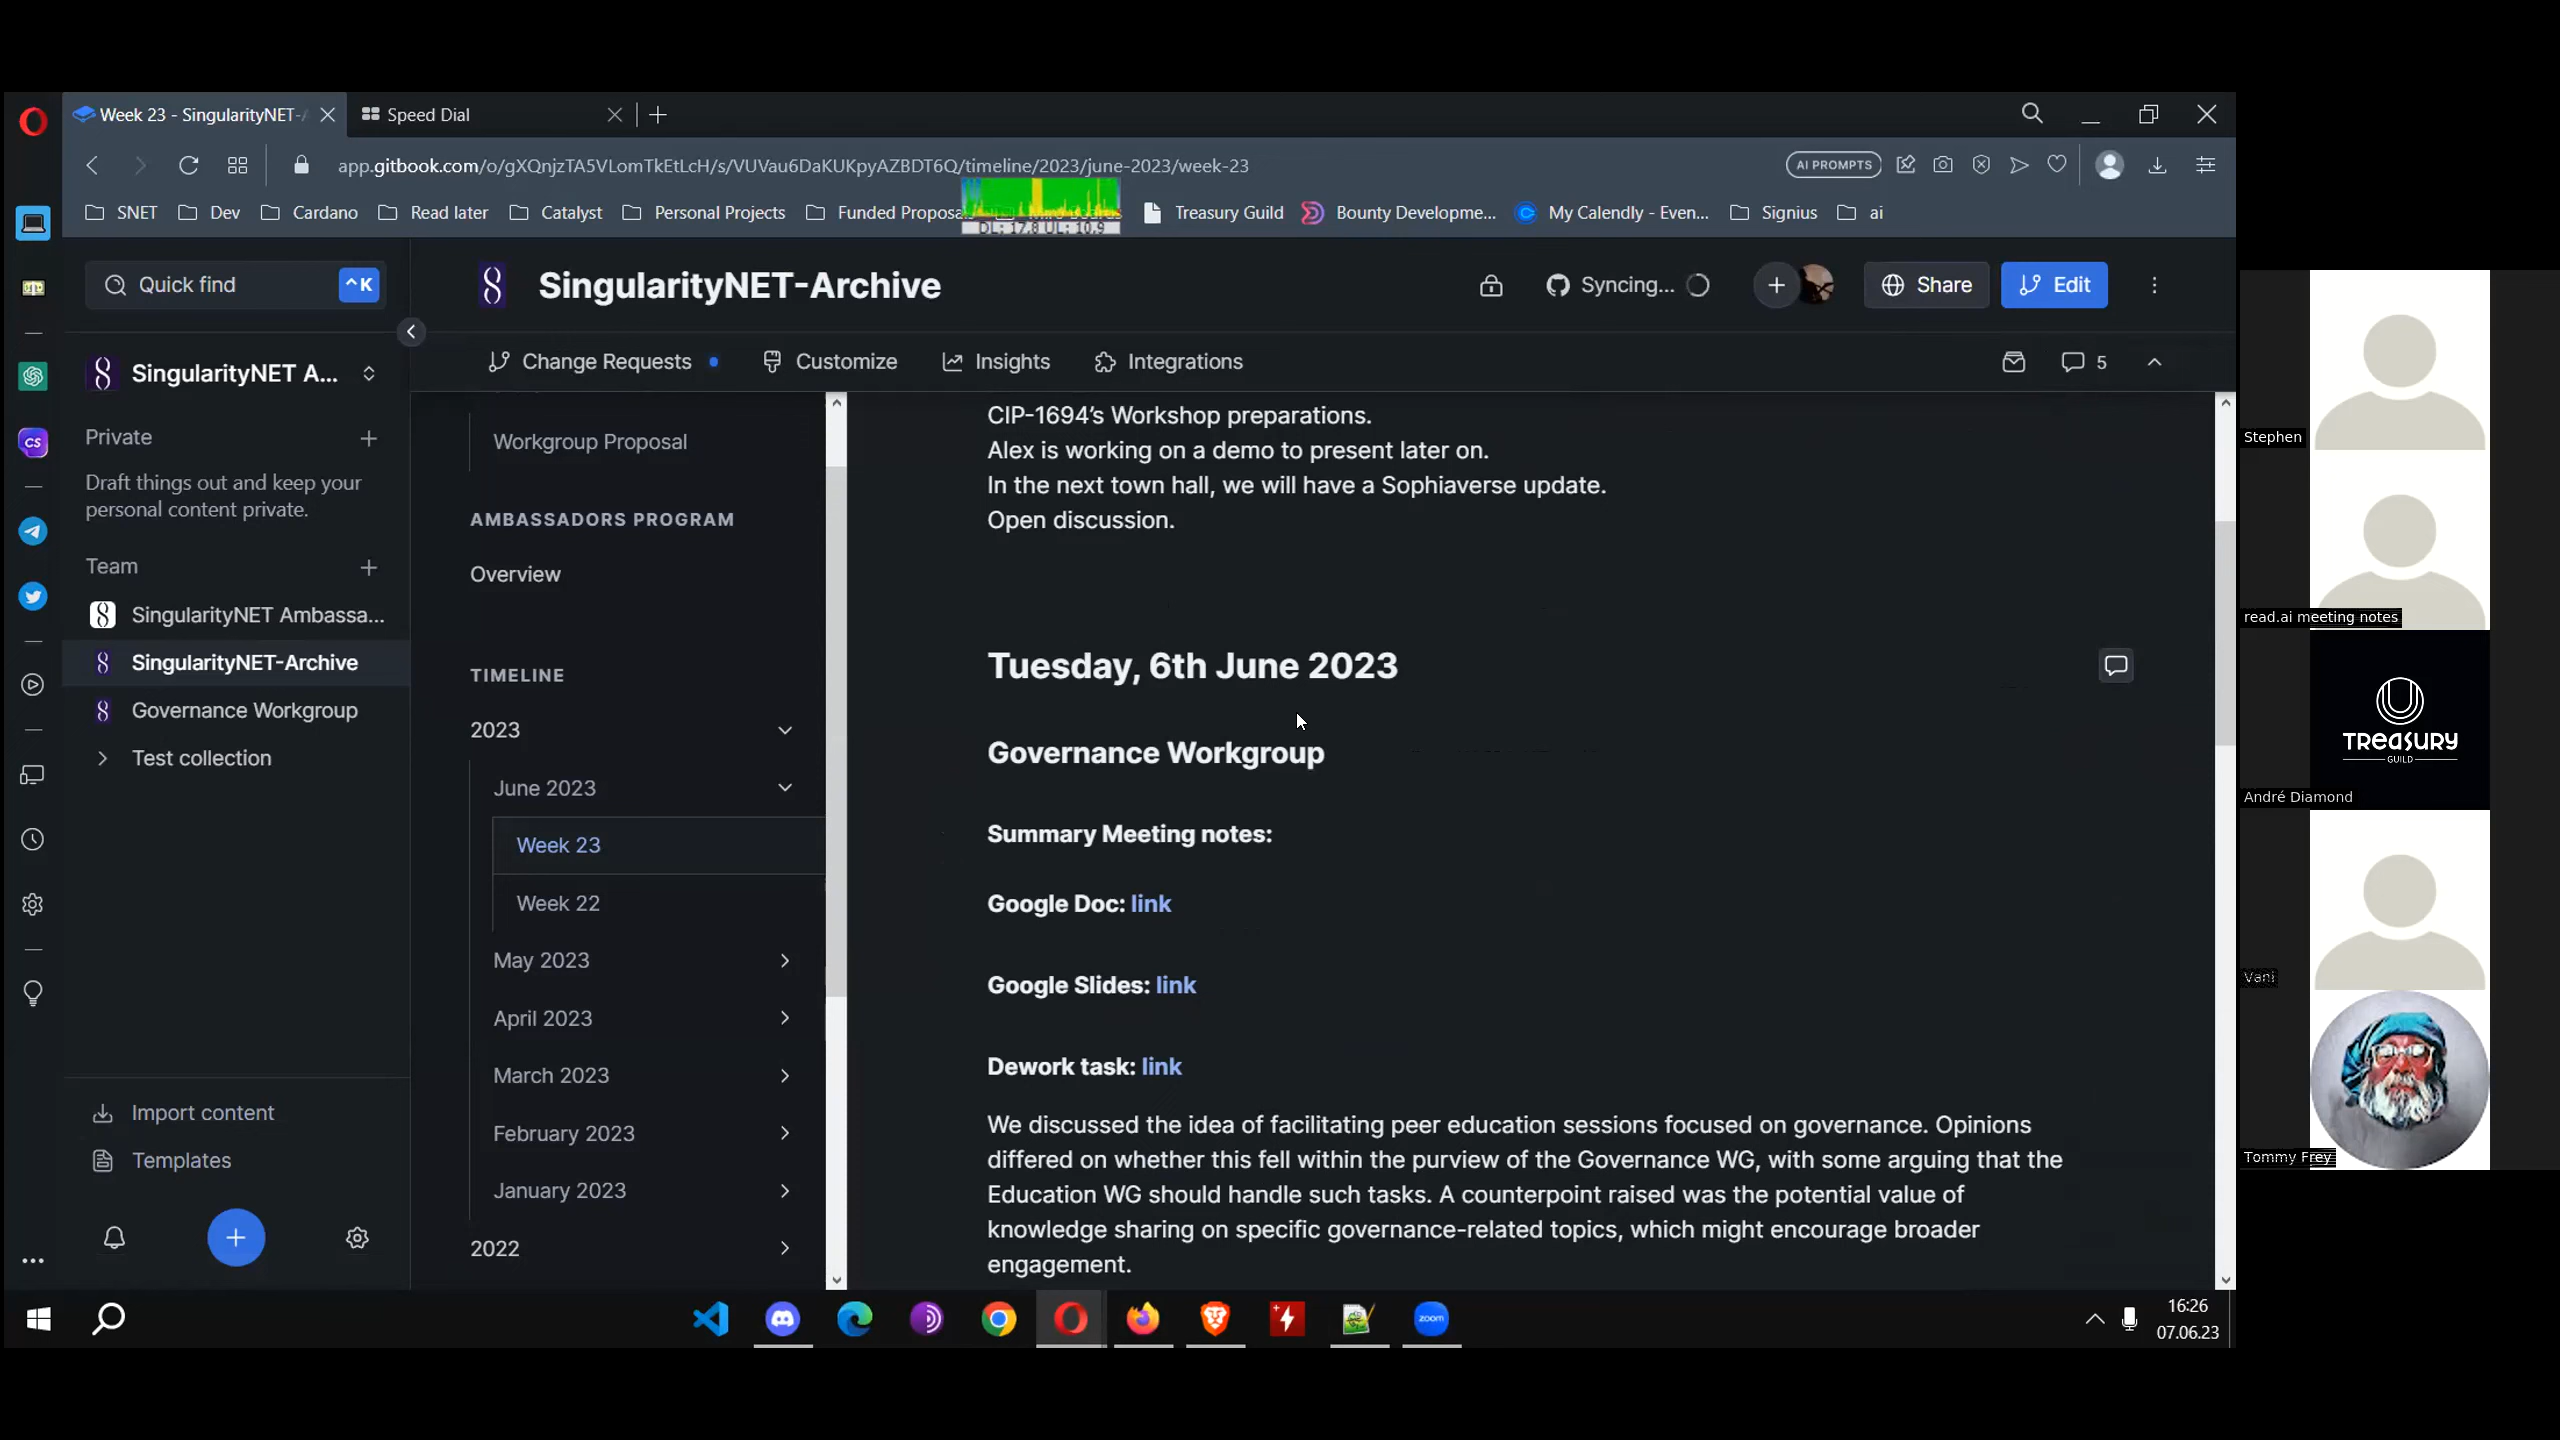 Week 23 - SingularityNET-A
Speed Dial
app.gitbook.com/o/gXQnjzTA5VLomTkEtLcH/s/VUVau6DaKUKpyAZBDT6Q/timeline/2023/june-2023/week-23
AI PROMPTS
SNET
Dev
Cardano
Read later
Catalyst
Personal Projects
Funded Proposa
DL: 17.8 UL: 10.9
Treasury Guild
Bounty Developme...
My Calendly - Even...
Signius
ai
Quick find
^K
SingularityNET-Archive
Syncing...
Share
Edit
SingularityNET A...
Change Requests
Customize
Insights
Integrations
5
Private
Draft things out and keep your
personal content private.
Team
SingularityNET Ambassa...
SingularityNET-Archive
Governance Workgroup
Test collection
Import content
Templates
Workgroup Proposal
AMBASSADORS PROGRAM
Overview
TIMELINE
2023
June 2023
Week 23
Week 22
May 2023
April 2023
March 2023
February 2023
January 2023
2022
CIP-1694's Workshop preparations.
Alex is working on a demo to present later on.
In the next town hall, we will have a Sophiaverse update.
Open discussion.
Tuesday, 6th June 2023
Governance Workgroup
Summary Meeting notes:
Google Doc: link
Google Slides: link
Dework task: link
We discussed the idea of facilitating peer education sessions focused on governance. Opinions
differed on whether this fell within the purview of the Governance WG, with some arguing that the
Education WG should handle such tasks. A counterpoint raised was the potential value of
knowledge sharing on specific governance-related topics, which might encourage broader
engagement.
CS
zoom
16:26
07.06.23
Stephen
read.ai meeting notes
TREASURY
GUILD
André Diamond
Vani
Tommy Frey